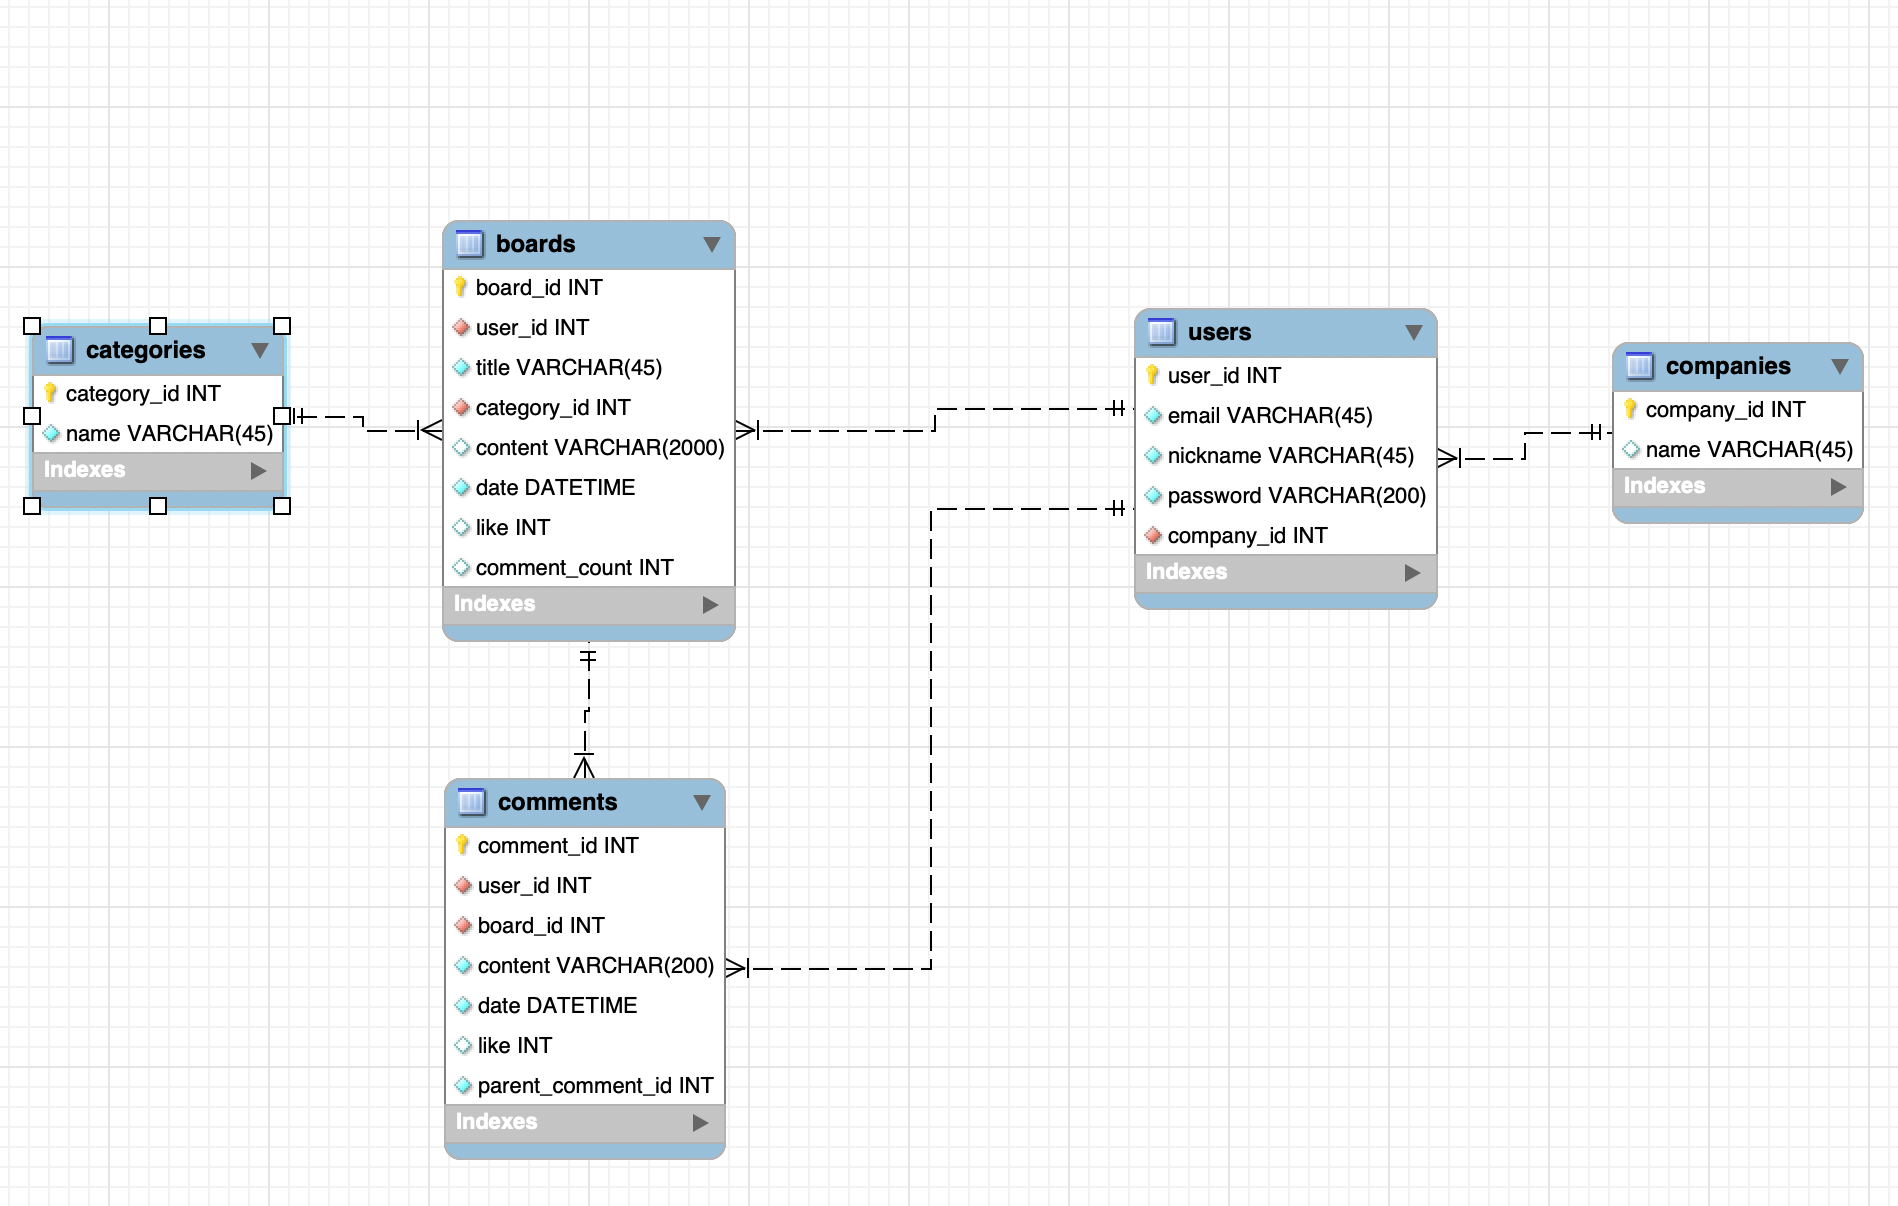 categories
category_id INT
name VARCHAR(45)
Indexes
boards
board_id INT
user_id INT
title VARCHAR(45)
category_id INT
content VARCHAR(2000)
date DATETIME
like INT
comment_count INT
Indexes
comments
comment_id INT
user_id INT
board_id INT
content VARCHAR(200)
date DATETIME
like INT
parent_comment_id INT
Indexes
users
user_id INT
email VARCHAR(45)
nickname VARCHAR(45)
password VARCHAR(200)
company_id INT
Indexes
companies
company_id INT
name VARCHAR(45)
Indexes